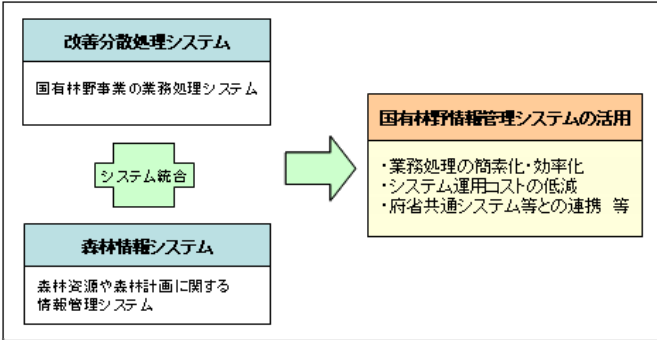 改善分散処理システム
国有林野事業の業務処理システム
システム統合
森林情報システム
森林資源や森林計画に関する
情報管理システム
国有林野情報管理システムの活用
・業務処理の簡素化・効率化
・システム運用コストの低減
・府省共通システム等との連携 等